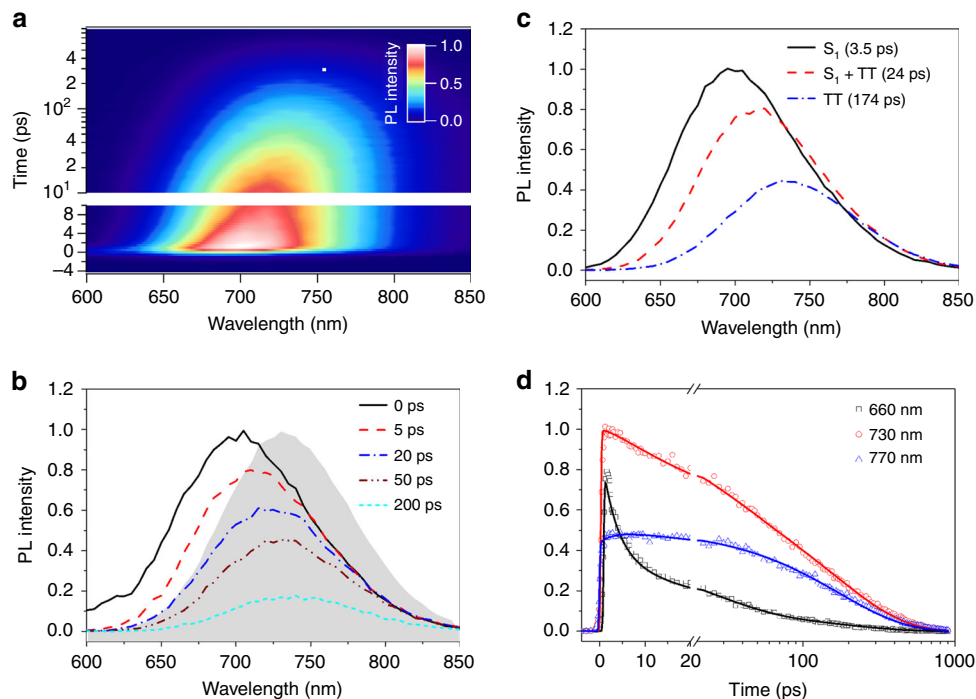 a
PL intensity
1.0
0.5
0.0
Time (ps)
4
2
10²
4
2
10¹
8
4
0
−4
600 650 700 750 800 850
Wavelength (nm)
b
PL intensity
1.2
1.0
0.8
0.6
0.4
0.2
0.0
0 ps
5 ps
20 ps
50 ps
200 ps
600 650 700 750 800 850
Wavelength (nm)
c
PL intensity
1.2
1.0
0.8
0.6
0.4
0.2
0.0
S₁ (3.5 ps)
S₁ + TT (24 ps)
TT (174 ps)
600 650 700 750 800 850
Wavelength (nm)
d
PL intensity
1.2
1.0
0.8
0.6
0.4
0.2
0.0
660 nm
730 nm
770 nm
0 10 20 100 1000
Time (ps)